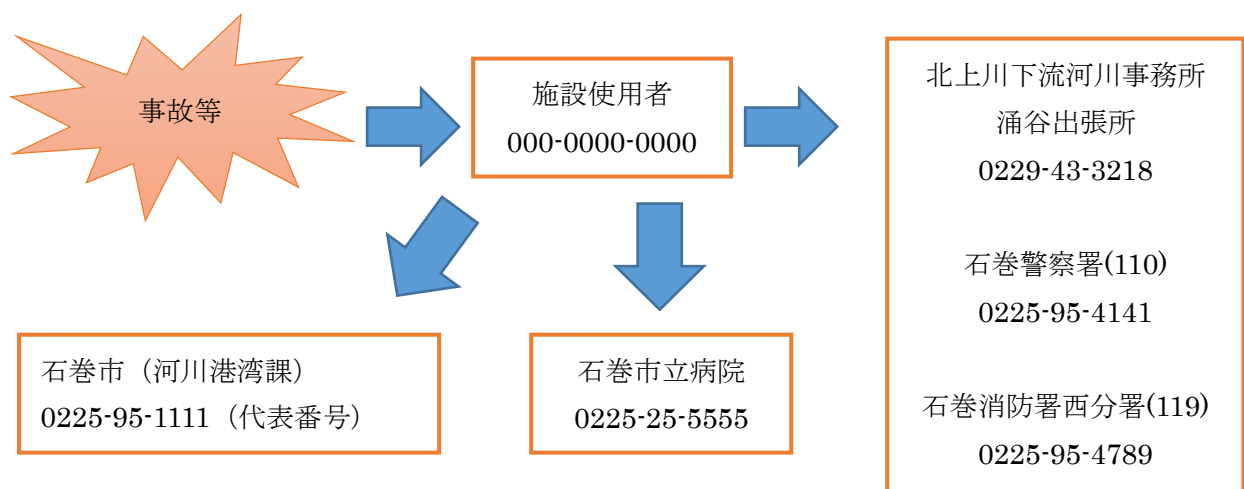 事故等
施設使用者
000-0000-0000
北上川下流河川事務所
涌谷出張所
0229-43-3218
石巻警察署(110)
0225-95-4141
石巻消防署西分署(119)
0225-95-4789
石巻市（河川港湾課）
0225-95-1111（代表番号）
石巻市立病院
0225-25-5555